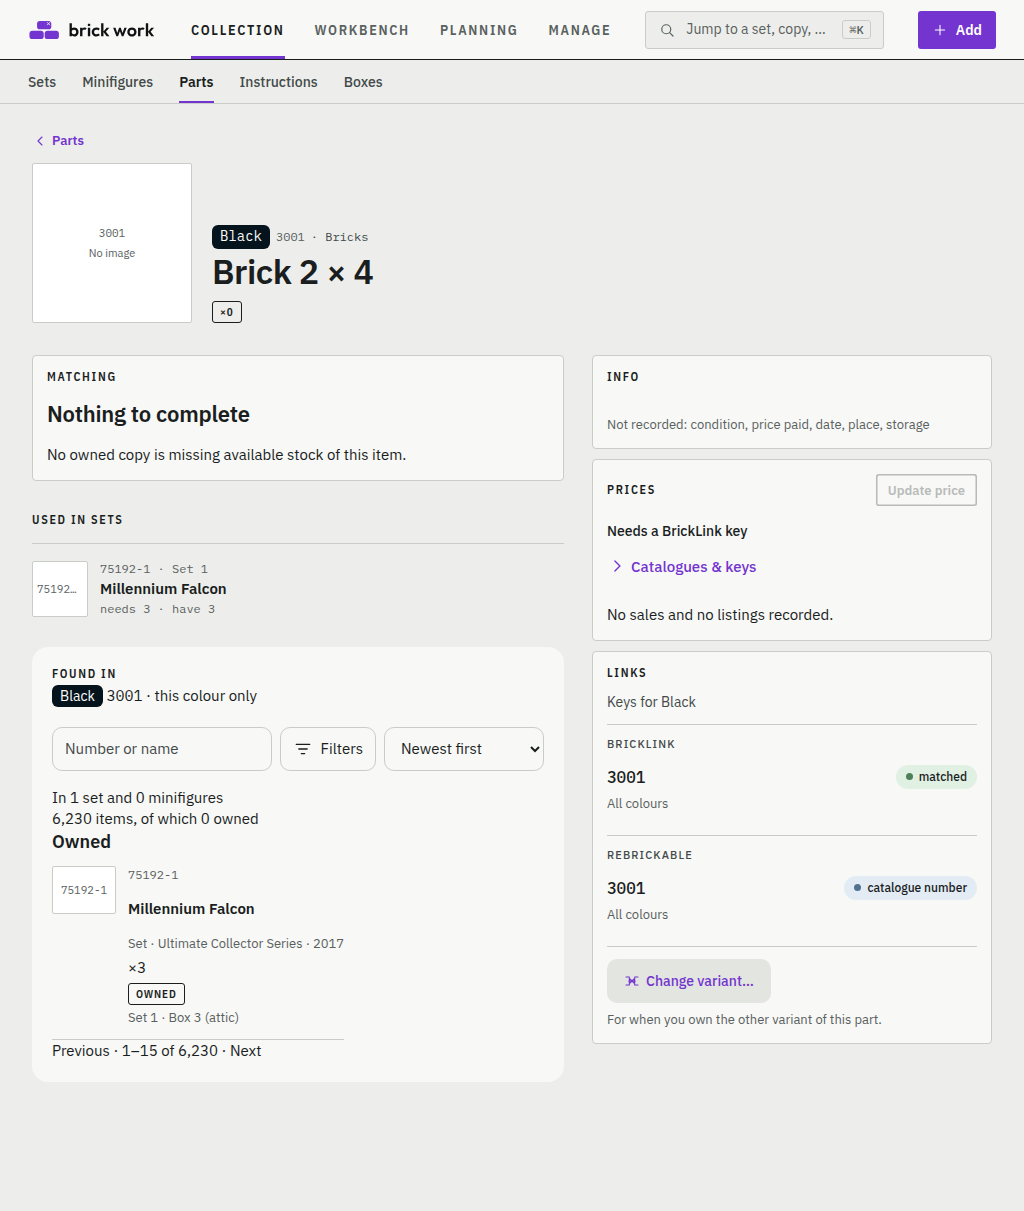 brick work
COLLECTION
WORKBENCH
PLANNING
MANAGE
Jump to a set, copy, ...
⌘K
+ Add
Sets
Minifigures
Parts
Instructions
Boxes
Parts
3001
No image
Black 3001 · Bricks
Brick 2 × 4
×0
MATCHING
Nothing to complete
No owned copy is missing available stock of this item.
USED IN SETS
75192…
75192-1 · Set 1
Millennium Falcon
needs 3 · have 3
FOUND IN
Black 3001 · this colour only
Number or name
Filters
Newest first
In 1 set and 0 minifigures
6,230 items, of which 0 owned
Owned
75192-1
75192-1
Millennium Falcon
Set · Ultimate Collector Series · 2017
×3
OWNED
Set 1 · Box 3 (attic)
Previous · 1–15 of 6,230 · Next
INFO
Not recorded: condition, price paid, date, place, storage
PRICES
Update price
Needs a BrickLink key
Catalogues & keys
No sales and no listings recorded.
LINKS
Keys for Black
BRICKLINK
3001
matched
All colours
REBRICKABLE
3001
catalogue number
All colours
Change variant…
For when you own the other variant of this part.